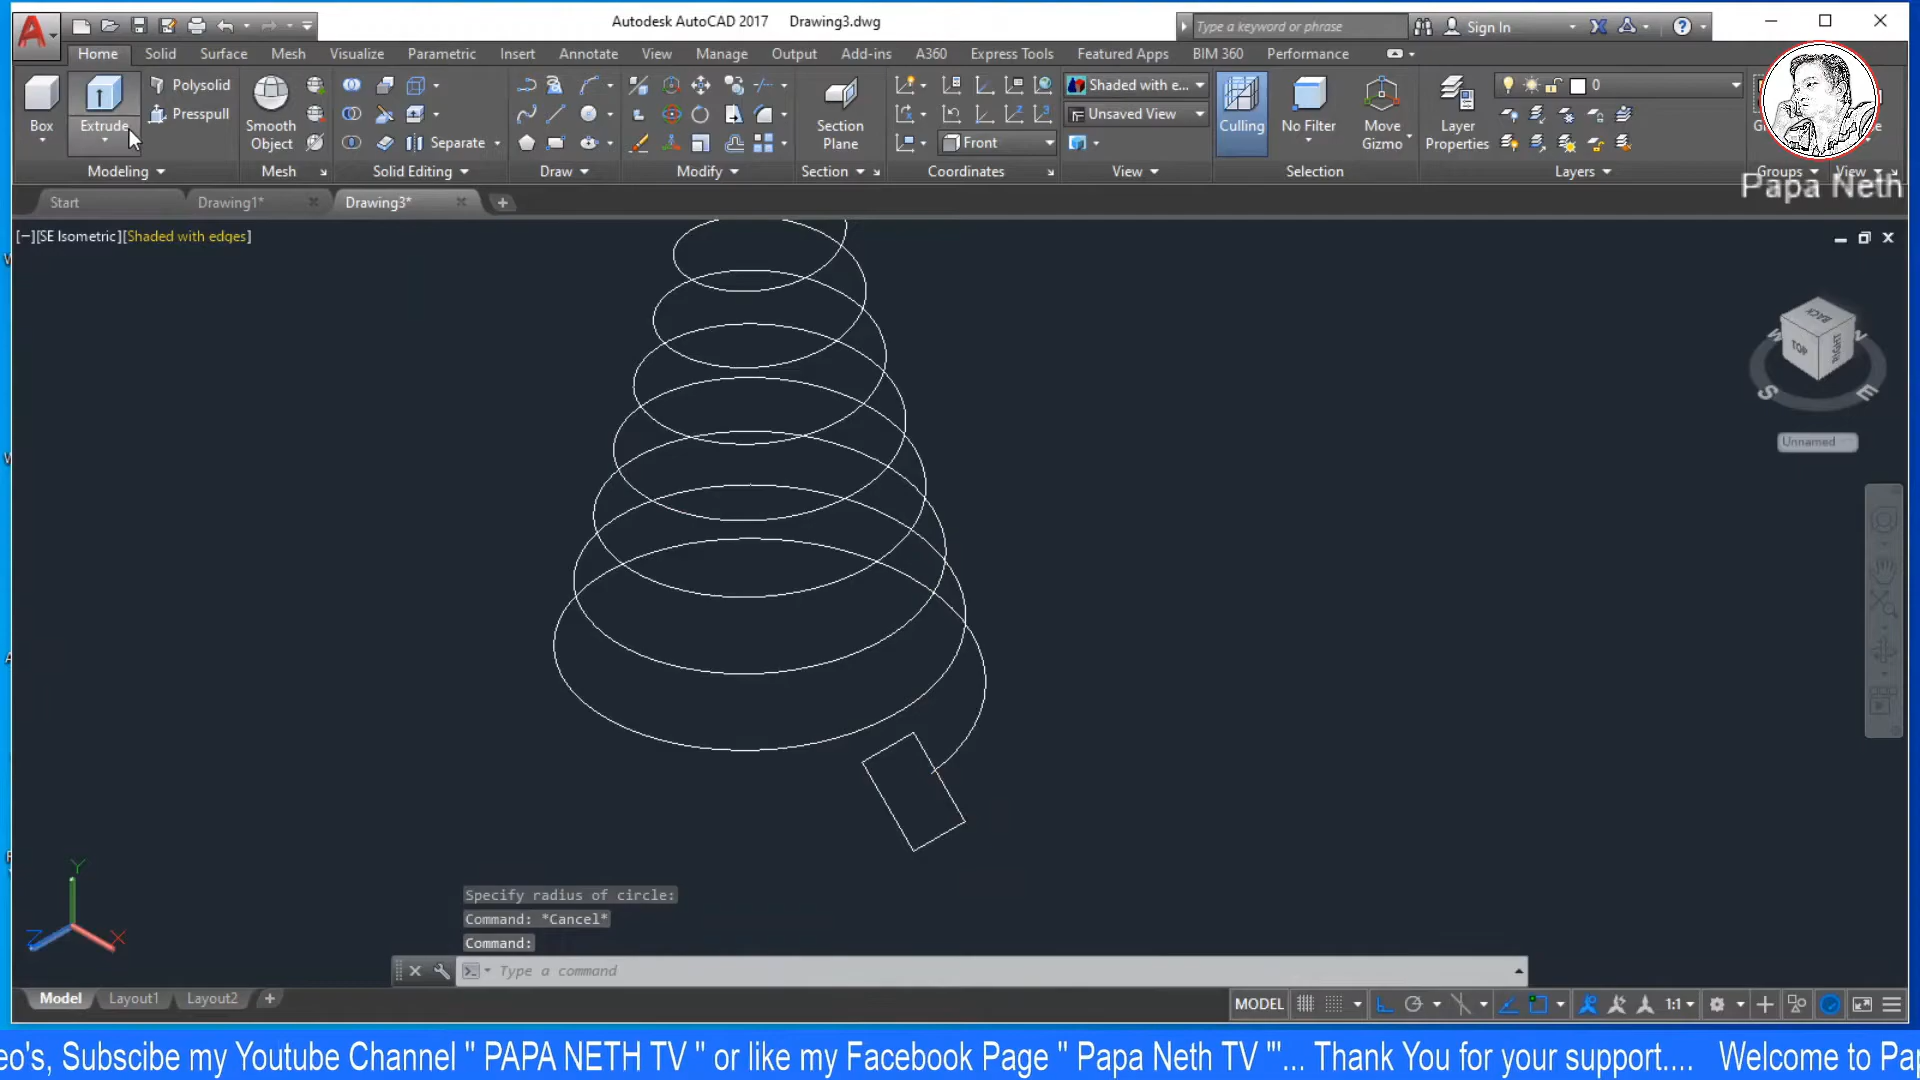 Autodesk AutoCAD 2017 Drawing3.dwg
Type a keyword or phrase
Sign In
Home Solid Surface Mesh Visualize Parametric Insert Annotate View Manage Output Add-ins A360 Express Tools Featured Apps BIM 360 Performance
Box
Extrude
Polysolid
Presspull
Smooth Object
Separate
Section Plane
Front
Shaded with e...
Unsaved View
Culling
No Filter
Move Gizmo
Layer Properties
0
Modeling Mesh Solid Editing Draw Modify Section Coordinates View Selection Layers Groups View
Papa Neth
Start Drawing1* Drawing3*
[−][SE Isometric][Shaded with edges]
BACK
TOP
RIGHT
S
E
Unnamed
Y
Z
X
Specify radius of circle:
Command: *Cancel*
Command:
Type a command
Model Layout1 Layout2
MODEL
1:1
eo's, Subscibe my Youtube Channel " PAPA NETH TV " or like my Facebook Page " Papa Neth TV "'... Thank You for your support.... Welcome to Pap